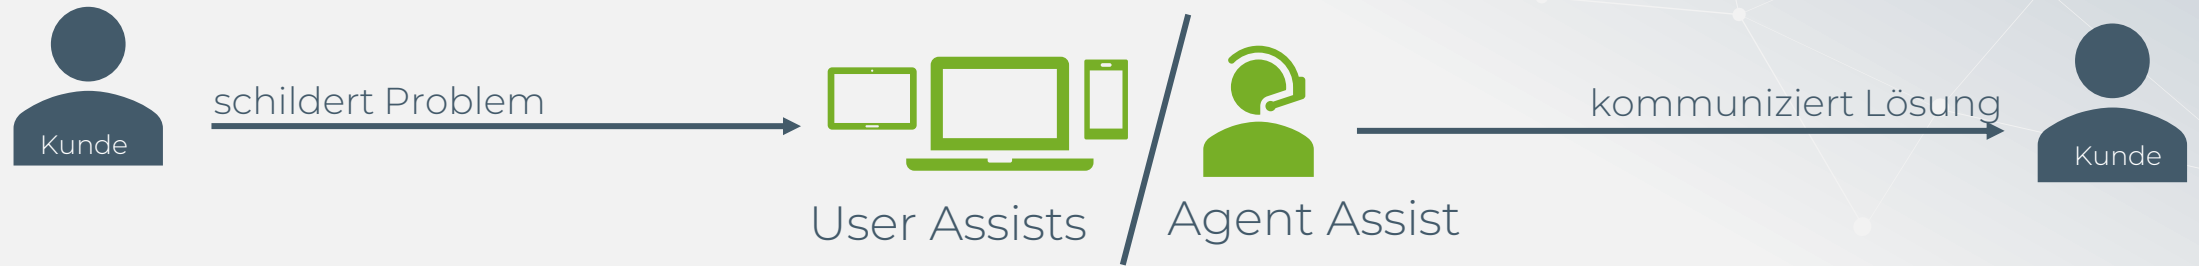 Kunde
schildert Problem
User Assists
Agent Assist
kommuniziert Lösung
Kunde